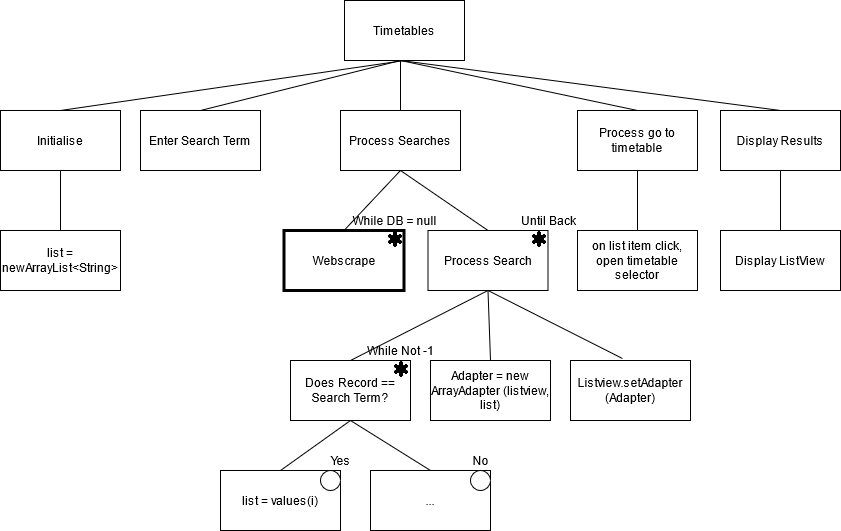 Timetables
Initialise
Enter Search Term
Process Searches
Process go to
timetable
Display Results
While DB = null
Until Back
list =
newArrayList<String>
Webscrape
Process Search
on list item click,
open timetable
selector
Display ListView
While Not -1
Does Record ==
Search Term?
Adapter = new
ArrayAdapter (listview,
list)
Listview.setAdapter
(Adapter)
Yes
No
list = values(i)
...